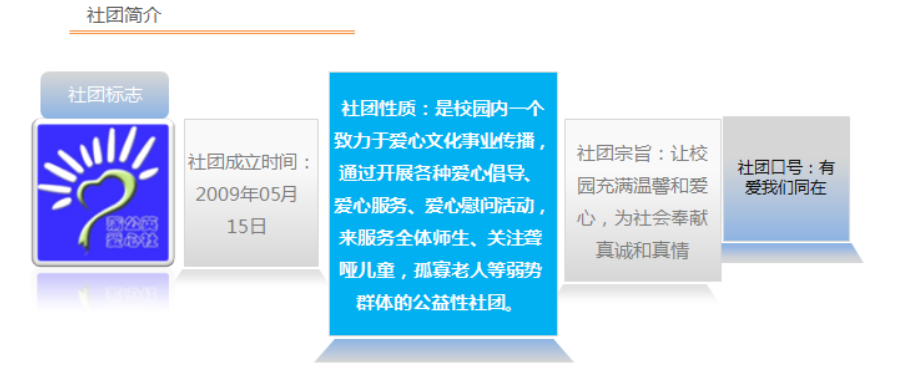 社团简介
社团标志
蒲公英
爱心社
社团成立时间：
2009年05月
15日
社团性质：是校园内一个
致力于爱心文化事业传播，
通过开展各种爱心倡导、
爱心服务、爱心慰问活动，
来服务全体师生、关注聋
哑儿童，孤寡老人等弱势
群体的公益性社团。
社团宗旨：让校
园充满温馨和爱
心，为社会奉献
真诚和真情
社团口号：有
爱我们同在